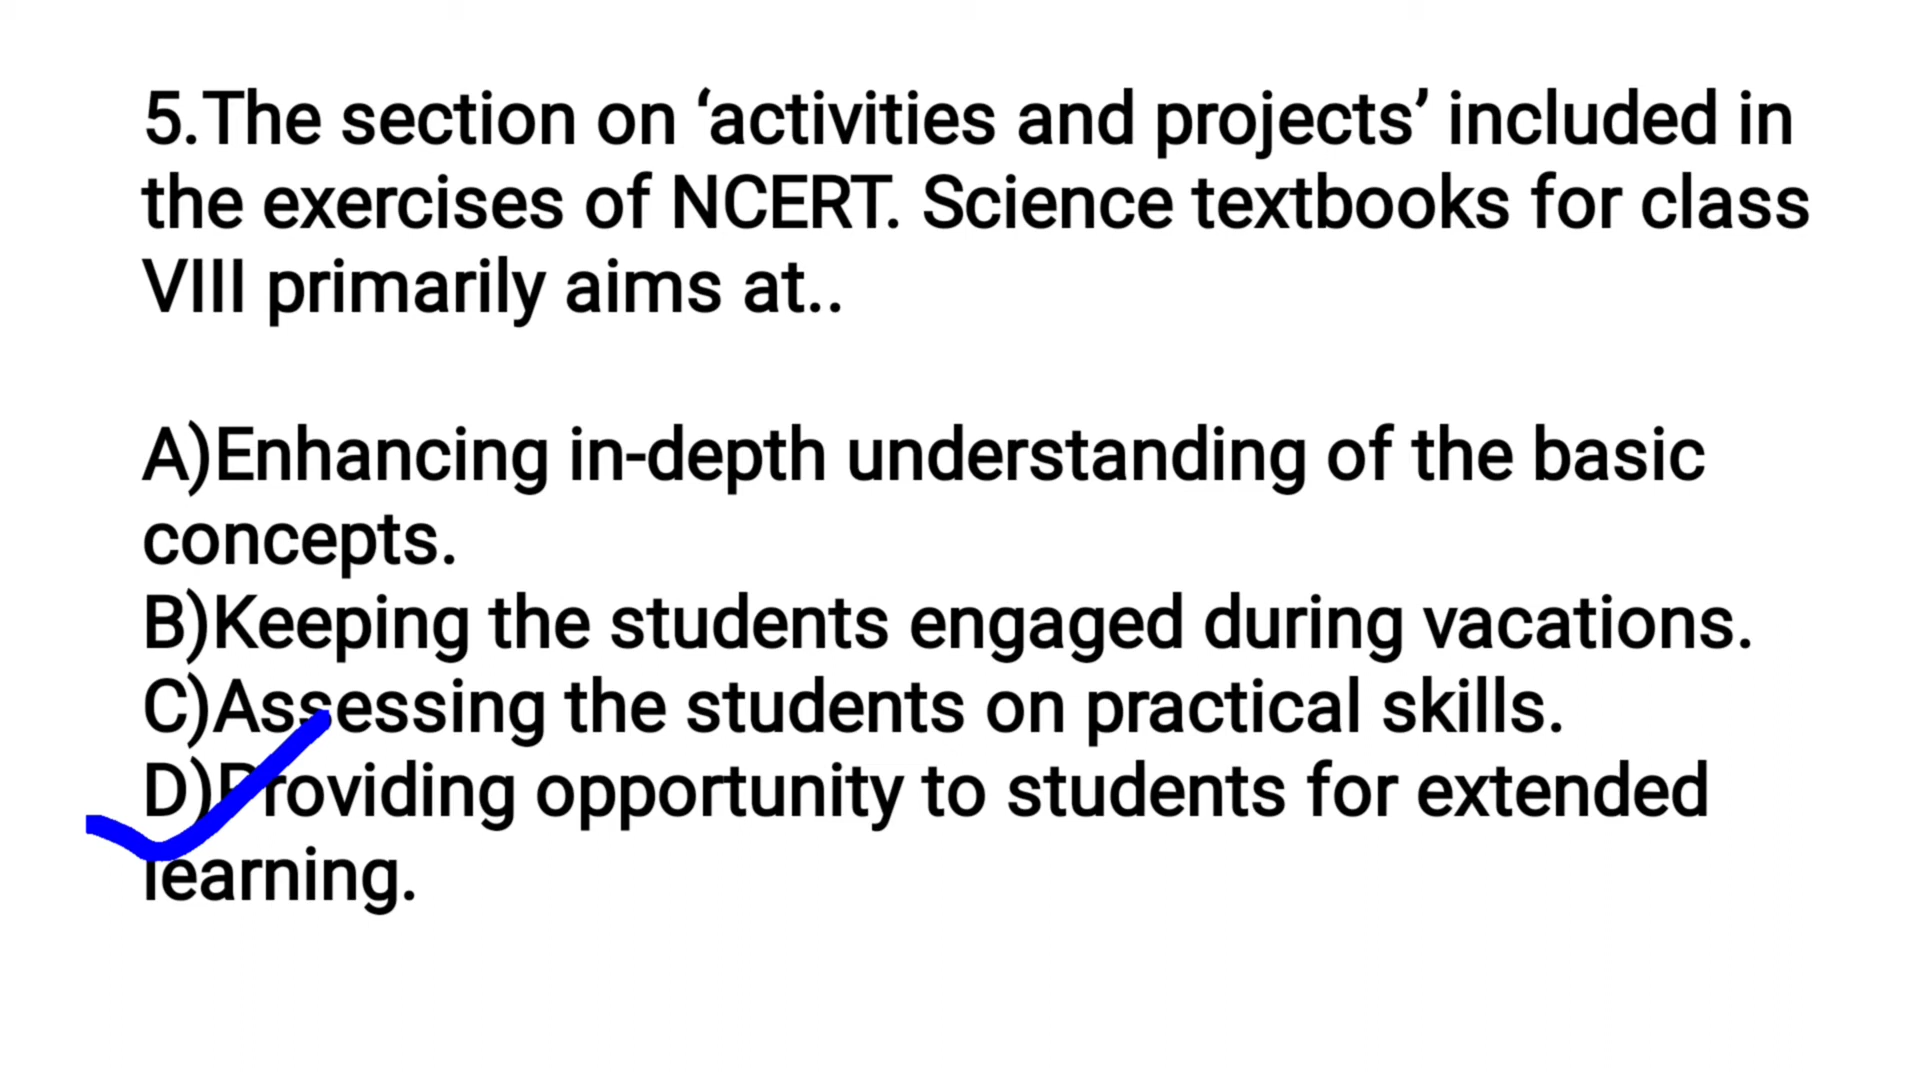 5.The section on ‘activities and projects’ included in
the exercises of NCERT. Science textbooks for class
VIII primarily aims at..
A)Enhancing in-depth understanding of the basic
concepts.
B)Keeping the students engaged during vacations.
C)Assessing the students on practical skills.
D)Providing opportunity to students for extended
learning.